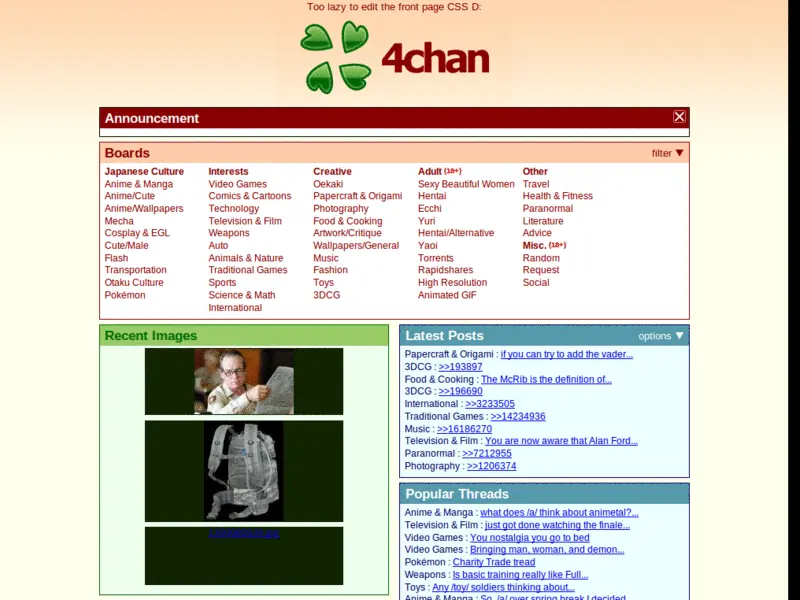 Too lazy to edit the front page CSS D:
4chan
Announcement
Boards
filter ▼
Japanese Culture
Anime & Manga
Anime/Cute
Anime/Wallpapers
Mecha
Cosplay & EGL
Cute/Male
Flash
Transportation
Otaku Culture
Pokémon
Interests
Video Games
Comics & Cartoons
Technology
Television & Film
Weapons
Auto
Animals & Nature
Traditional Games
Sports
Science & Math
International
Creative
Oekaki
Papercraft & Origami
Photography
Food & Cooking
Artwork/Critique
Wallpapers/General
Music
Fashion
Toys
3DCG
Adult (18+)
Sexy Beautiful Women
Hentai
Ecchi
Yuri
Hentai/Alternative
Yaoi
Torrents
Rapidshares
High Resolution
Animated GIF
Other
Travel
Health & Fitness
Paranormal
Literature
Advice
Misc. (18+)
Random
Request
Social
Recent Images
Latest Posts
options ▼
Papercraft & Origami : if you can try to add the vader...
3DCG : >>193897
Food & Cooking : The McRib is the definition of...
3DCG : >>196690
International : >>3233505
Traditional Games : >>14234936
Music : >>16186270
Television & Film : You are now aware that Alan Ford...
Paranormal : >>7212955
Photography : >>1206374
Popular Threads
Anime & Manga : what does /a/ think about animetal?...
Television & Film : just got done watching the finale...
Video Games : You nostalgia you go to bed
Video Games : Bringing man, woman, and demon...
Pokémon : Charity Trade tread
Weapons : Is basic training really like Full...
Toys : Any /toy/ soldiers thinking about...
Anime & Manga : So, /a/ over spring break I decided